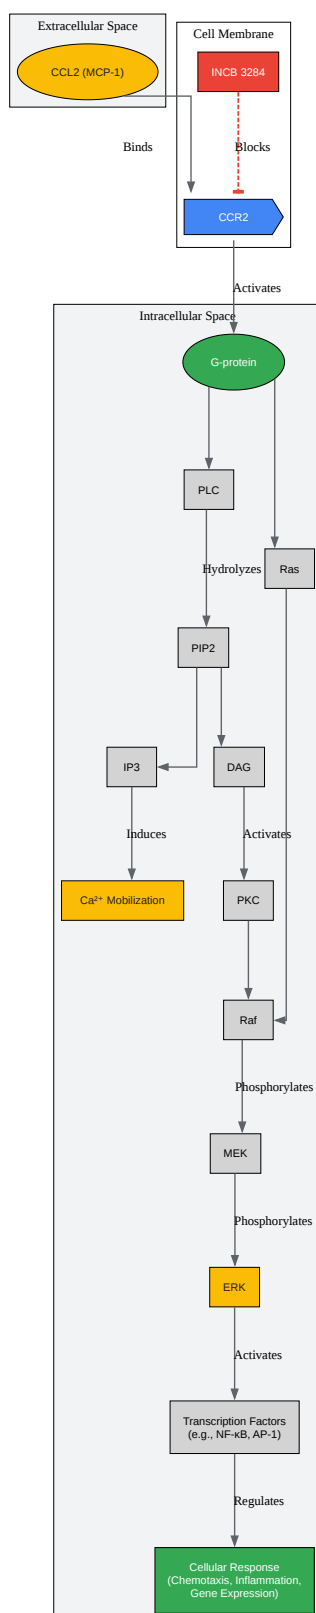 Extracellular Space
Cell Membrane
CCL2 (MCP-1)
INCB 3284
Binds
Blocks
CCR2
Activates
Intracellular Space
G-protein
PLC
Hydrolyzes
Ras
PIP2
IP3
DAG
Induces
Activates
Ca²⁺ Mobilization
PKC
Raf
Phosphorylates
MEK
Phosphorylates
ERK
Activates
Transcription Factors
(e.g., NF-κB, AP-1)
Regulates
Cellular Response
(Chemotaxis, Inflammation,
Gene Expression)